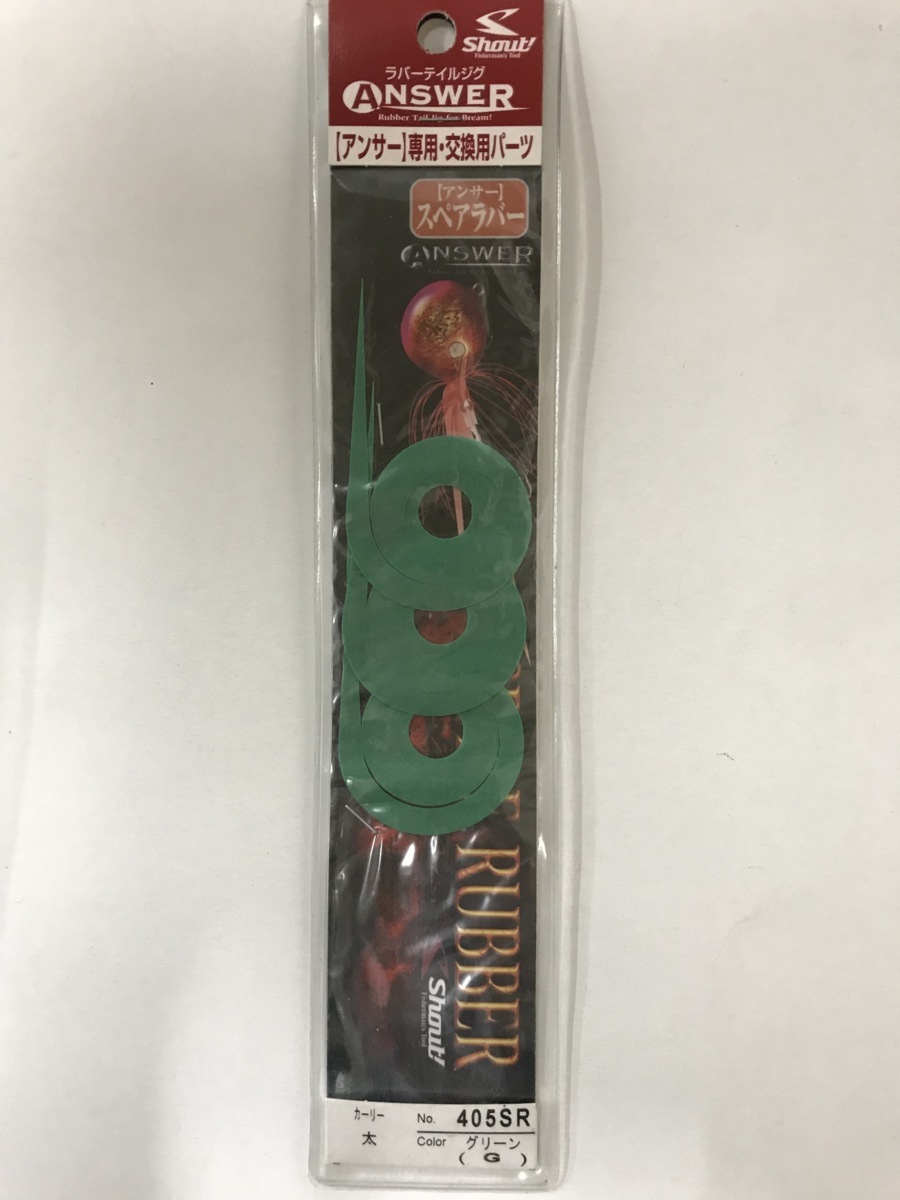 Shout!
Fisherman's Tool
ラバーテイルジグ
ANSWER
Rubber Tail Jig for Bream!
【アンサー】専用・交換用パーツ
【アンサー】
スペアラバー
ANSWER
RUBBER
Shout!
Fisherman's Tool
カーリー
太
No. 405SR
Color グリーン
( G )